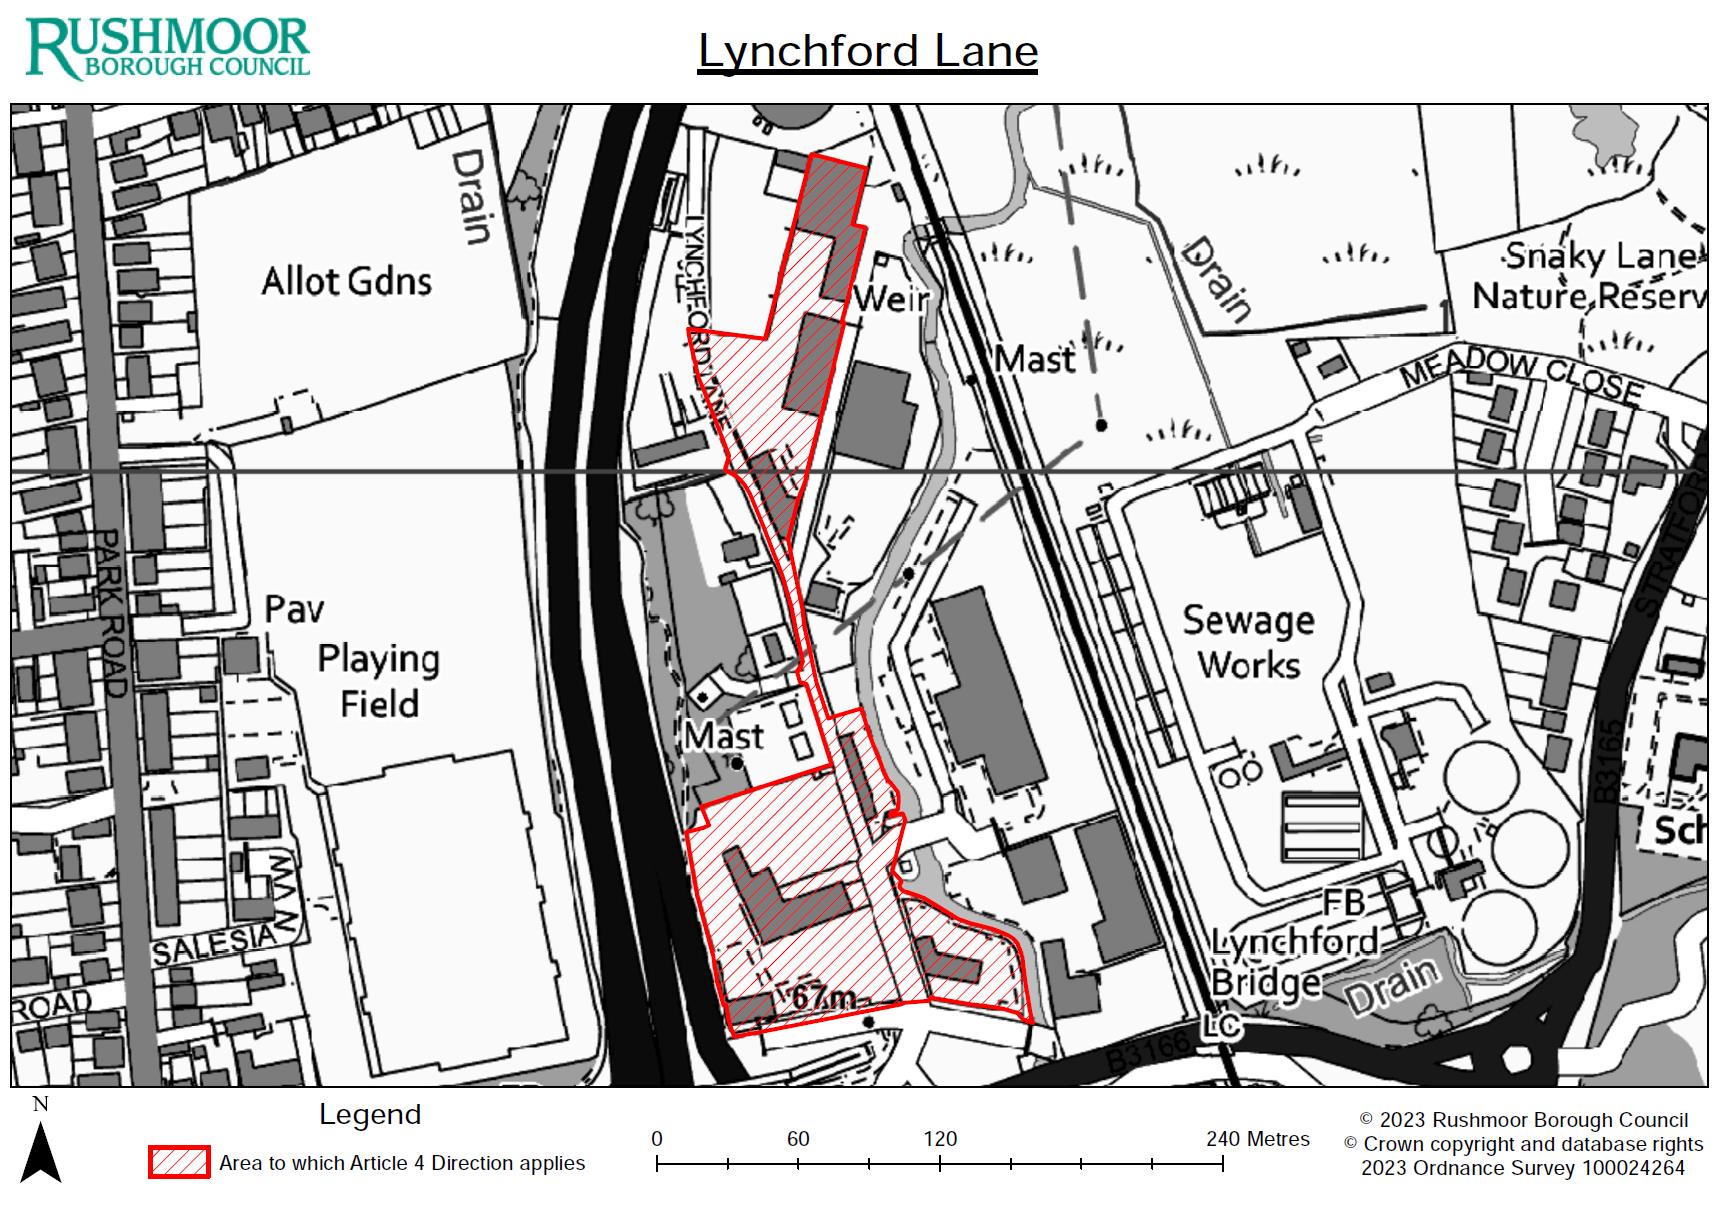 RUSHMOOR
BOROUGH COUNCIL
Lynchford Lane
Drain
Allot Gdns
LYNCHFORD LANE
Weir
Mast
Drain
Snaky Lane
Nature Reserv
MEADOW CLOSE
PARK ROAD
Pav
Playing
Field
Mast
Sewage
Works
STRATFORD
B3165
Sch
SALESIA
ROAD
67m
FB
Lynchford
Bridge
Drain
LC
B3166
N
Legend
Area to which Article 4 Direction applies
0 60 120 240 Metres
© 2023 Rushmoor Borough Council
© Crown copyright and database rights
2023 Ordnance Survey 100024264